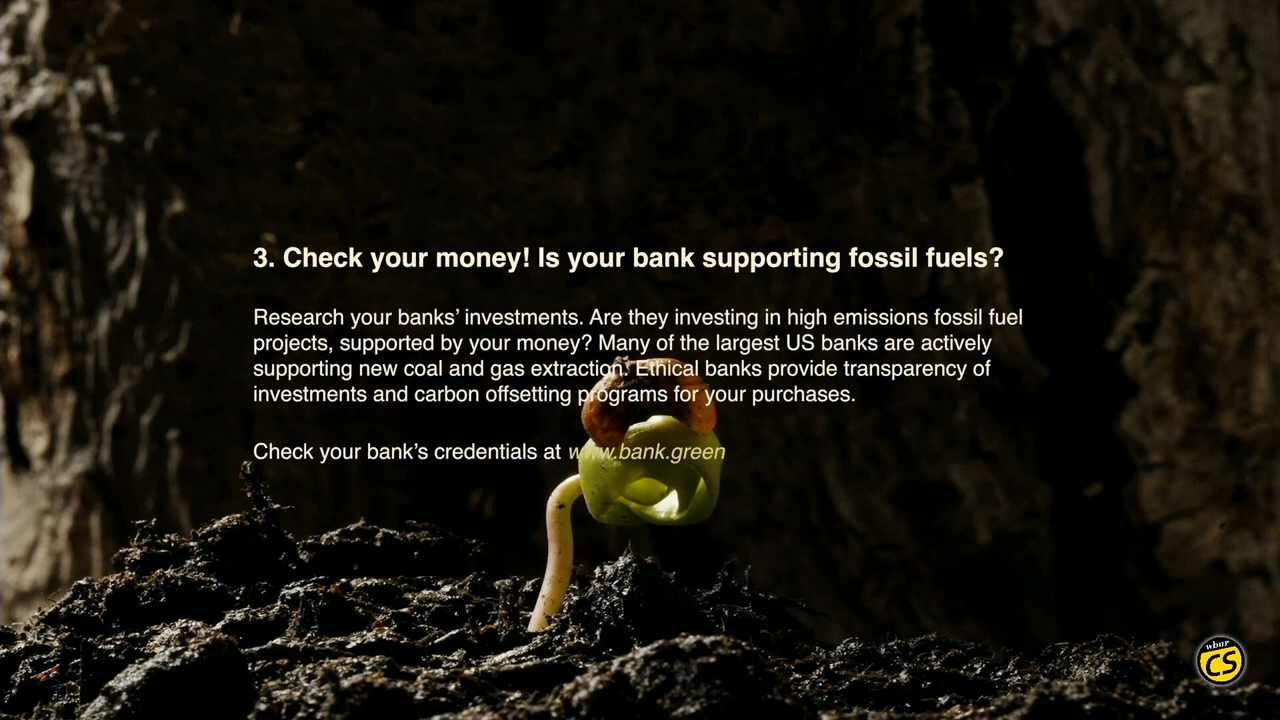 3. Check your money! Is your bank supporting fossil fuels?
Research your banks’ investments. Are they investing in high emissions fossil fuel
projects, supported by your money? Many of the largest US banks are actively
supporting new coal and gas extraction. Ethical banks provide transparency of
investments and carbon offsetting programs for your purchases.
Check your bank’s credentials at www.bank.green
wbur
CS